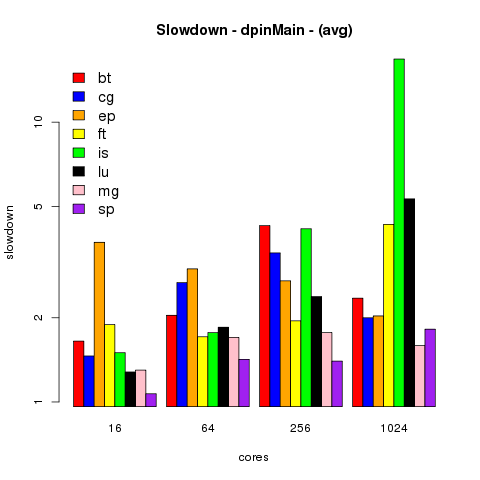 Slowdown - dpinMain - (avg)
bt
cg
ep
ft
is
lu
mg
sp
slowdown
10
5
2
1
16 64 256 1024
cores